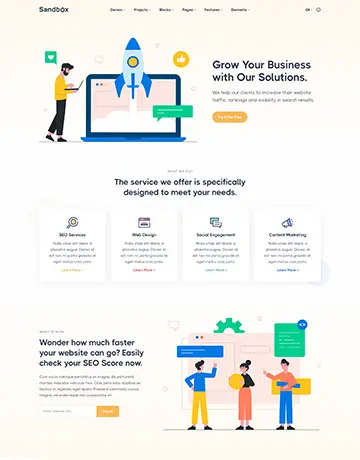 Sandbox
Demos Projects Blocks Pages Features Elements EN
Grow Your Business
with Our Solutions.
We help our clients to increase their website
traffic, rankings and visibility in search results.
Try It For Free
WHAT WE DO?
The service we offer is specifically
designed to meet your needs.
SEO Services
Web Design
Social Engagement
Content Marketing
Nulla vitae elit libero, a
Nulla vitae elit libero, a
Nulla vitae elit libero, a
Nulla vitae elit libero, a
pharetra augue. Donec id
pharetra augue. Donec id
pharetra augue. Donec id
pharetra augue. Donec id
elit non mi porta gravida at
elit non mi porta gravida at
elit non mi porta gravida at
elit non mi porta gravida at
eget metus cras justo.
eget metus cras justo.
eget metus cras justo.
eget metus cras justo.
Learn More
Learn More
Learn More
Learn More
Wonder how much faster
your website can go? Easily
check your SEO Score now.